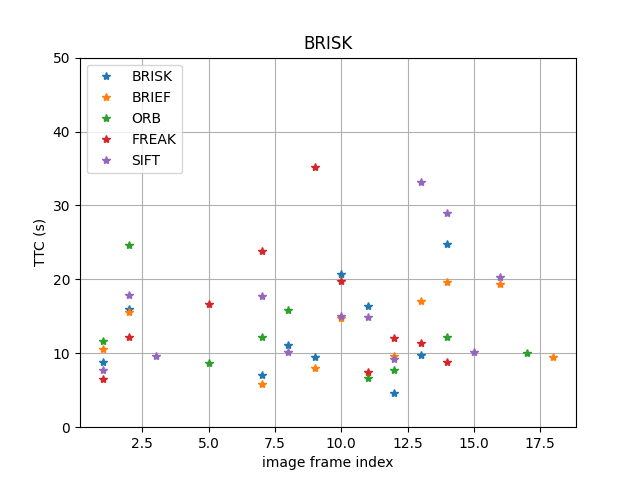 BRISK
50
40
30
20
10
0
TTC (s)
BRISK
BRIEF
ORB
FREAK
SIFT
2.5 5.0 7.5 10.0 12.5 15.0 17.5
image frame index